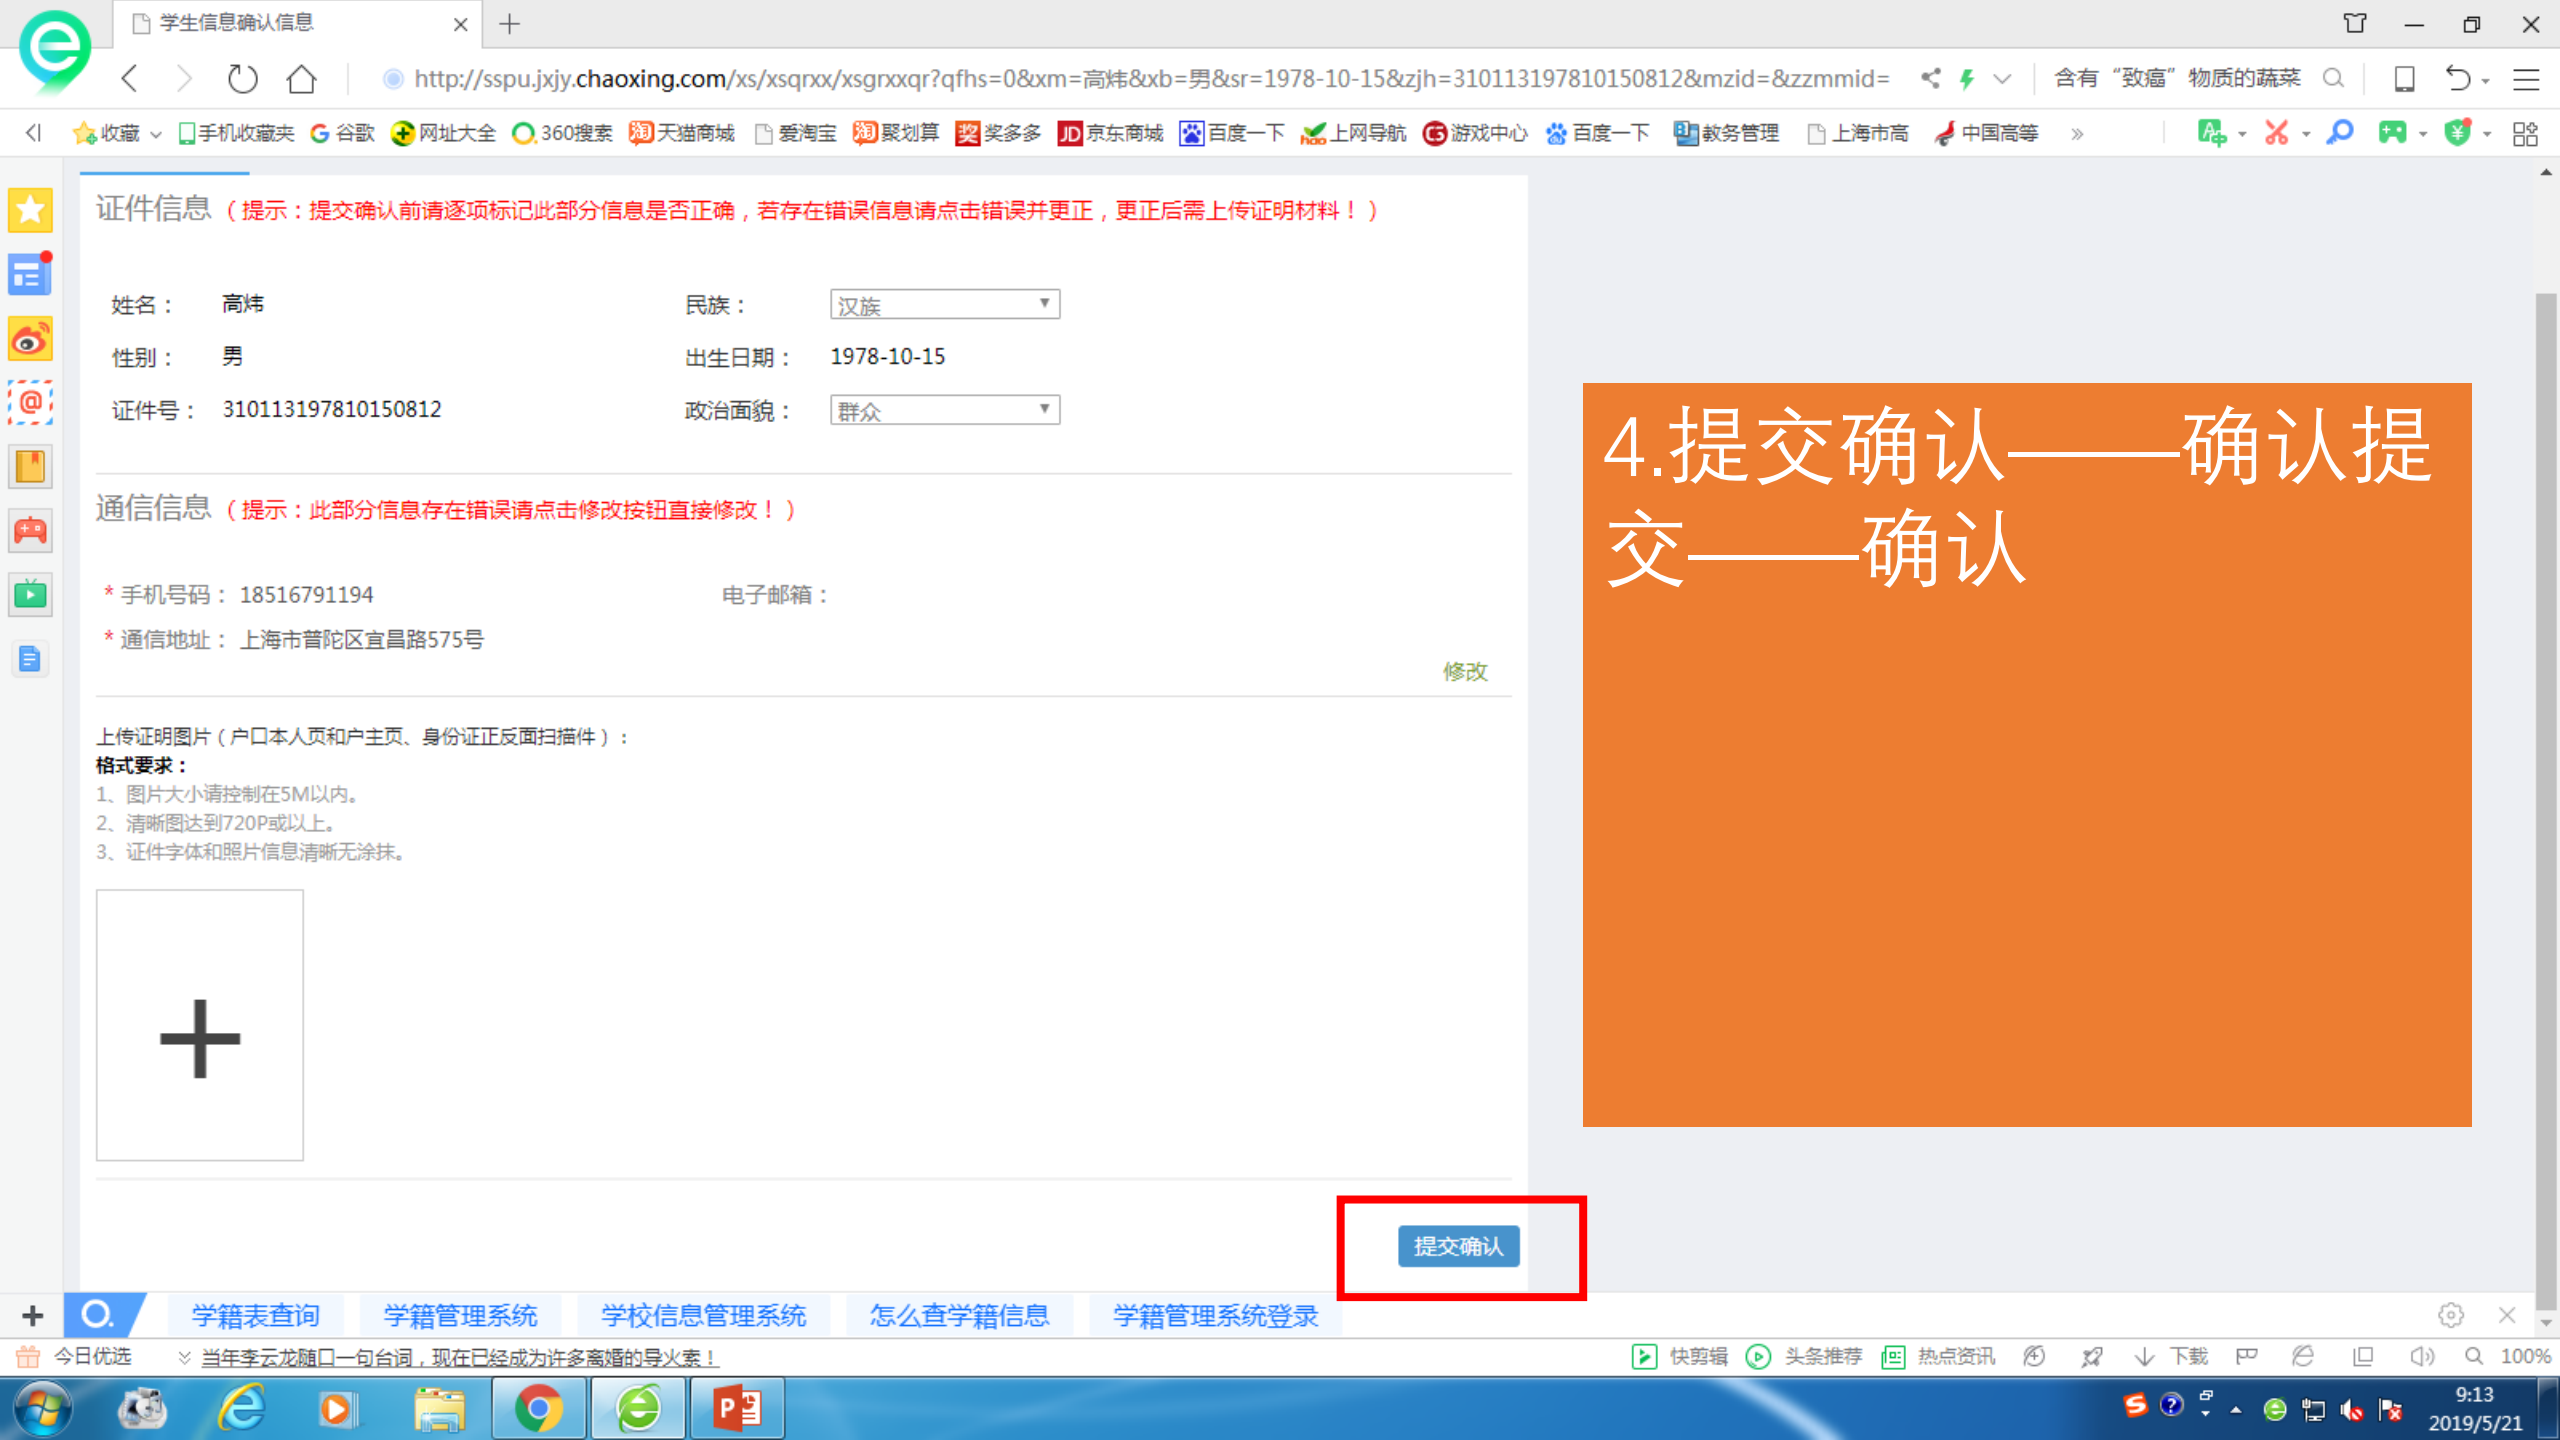 学生信息确认信息
http://sspu.jxjy.chaoxing.com/xs/xsqrxx/xsgrxxqr?qfhs=0&xm=高炜&xb=男&sr=1978-10-15&zjh=310113197810150812&mzid=&zzmmid=
含有“致癌”物质的蔬菜
收藏 手机收藏夹 谷歌 网址大全 360搜索 天猫商城 爱淘宝 聚划算 奖多多 京东商城 百度一下 上网导航 游戏中心 百度一下 教务管理 上海市高 中国高等 »
证件信息（提示：提交确认前请逐项标记此部分信息是否正确，若存在错误信息请点击错误并更正，更正后需上传证明材料！）
姓名： 高炜 民族： 汉族
性别： 男 出生日期： 1978-10-15
证件号： 310113197810150812 政治面貌： 群众
通信信息（提示：此部分信息存在错误请点击修改按钮直接修改！）
* 手机号码： 18516791194 电子邮箱：
* 通信地址： 上海市普陀区宜昌路575号
修改
上传证明图片（户口本人页和户主页、身份证正反面扫描件）：
格式要求：
1、图片大小请控制在5M以内。
2、清晰图达到720P或以上。
3、证件字体和照片信息清晰无涂抹。
提交确认
4.提交确认——确认提
交——确认
学籍表查询 学籍管理系统 学校信息管理系统 怎么查学籍信息 学籍管理系统登录
今日优选 当年李云龙随口一句台词，现在已经成为许多离婚的导火索！ 快剪辑 头条推荐 热点资讯 下载 100%
9:13
2019/5/21